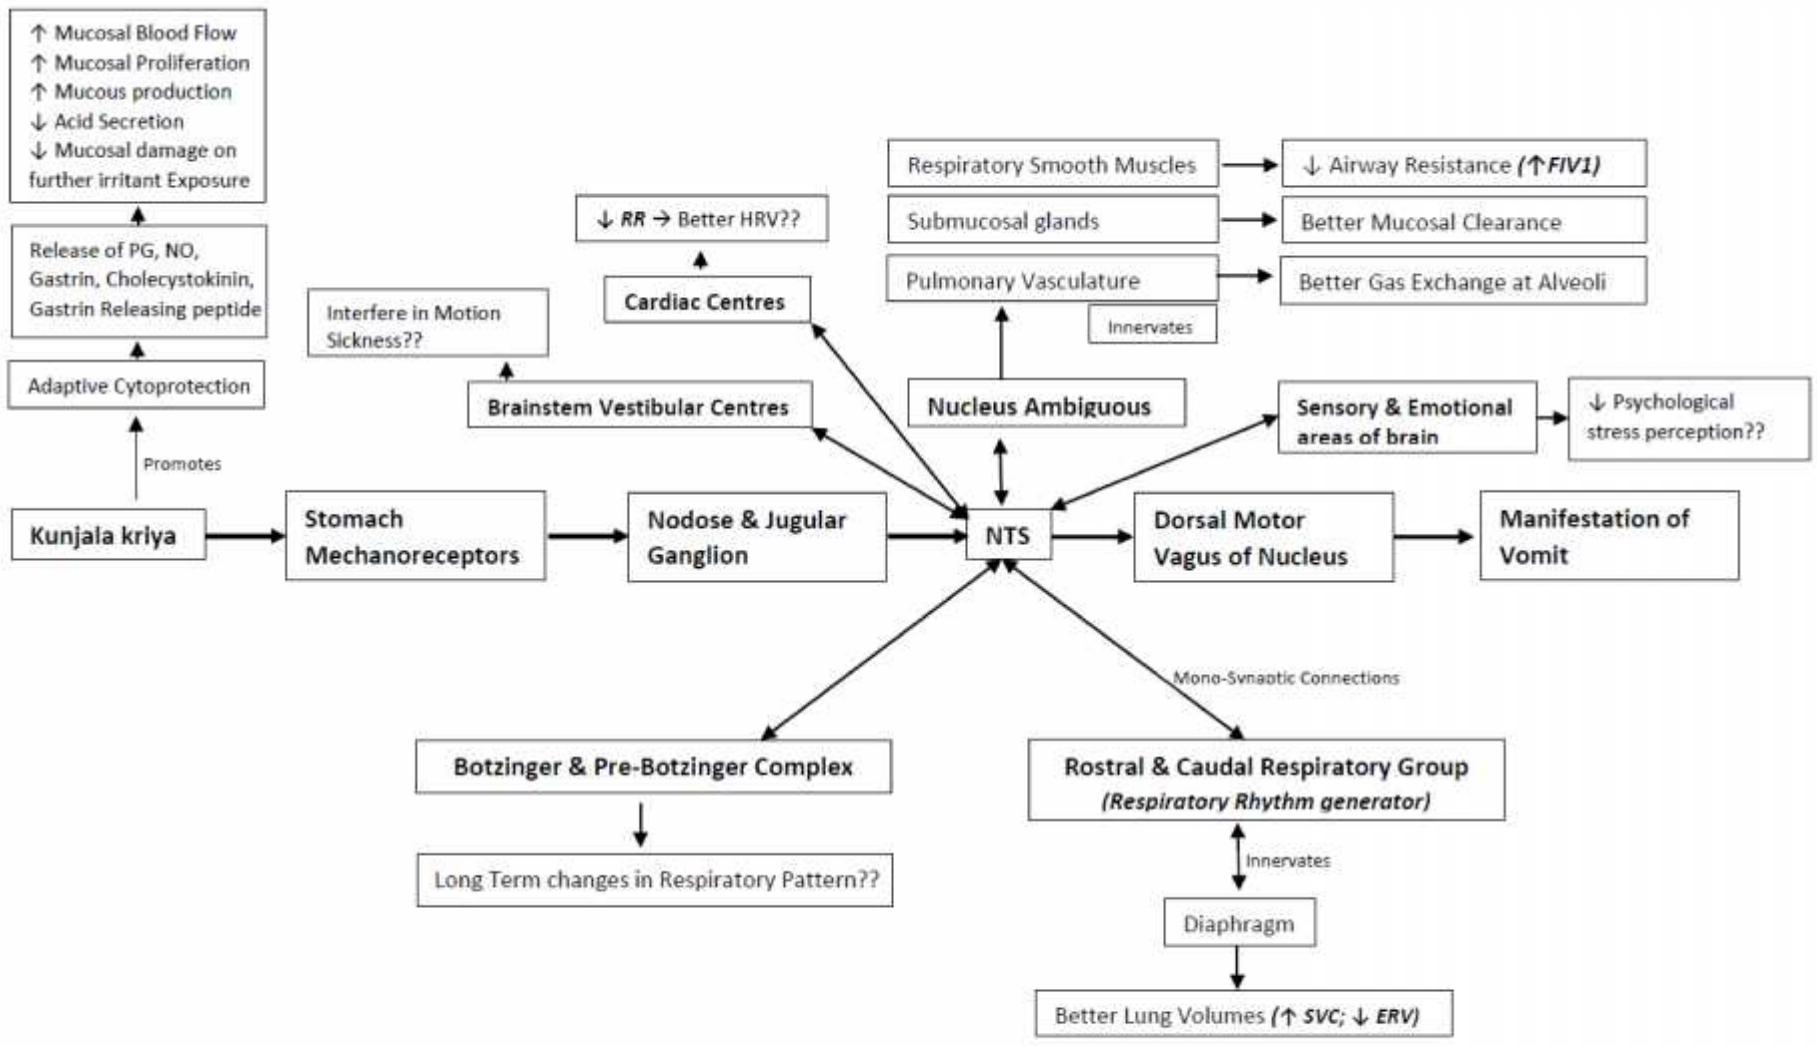 ↑ Mucosal Blood Flow
↑ Mucosal Proliferation
↑ Mucous production
↓ Acid Secretion
↓ Mucosal damage on
further irritant Exposure
Release of PG, NO,
Gastrin, Cholecystokinin,
Gastrin Releasing peptide
Adaptive Cytoprotection
Promotes
Kunjala kriya
Stomach
Mechanoreceptors
Nodose & Jugular
Ganglion
NTS
Dorsal Motor
Vagus of Nucleus
Manifestation of
Vomit
Interfere in Motion
Sickness??
Brainstem Vestibular Centres
↓ RR → Better HRV??
Cardiac Centres
Respiratory Smooth Muscles
↓ Airway Resistance (↑FIV1)
Submucosal glands
Better Mucosal Clearance
Pulmonary Vasculature
Better Gas Exchange at Alveoli
Innervates
Nucleus Ambiguous
Sensory & Emotional
areas of brain
↓ Psychological
stress perception??
Botzinger & Pre-Botzinger Complex
Long Term changes in Respiratory Pattern??
Mono-Synaptic Connections
Rostral & Caudal Respiratory Group
(Respiratory Rhythm generator)
Innervates
Diaphragm
Better Lung Volumes (↑ SVC; ↓ ERV)